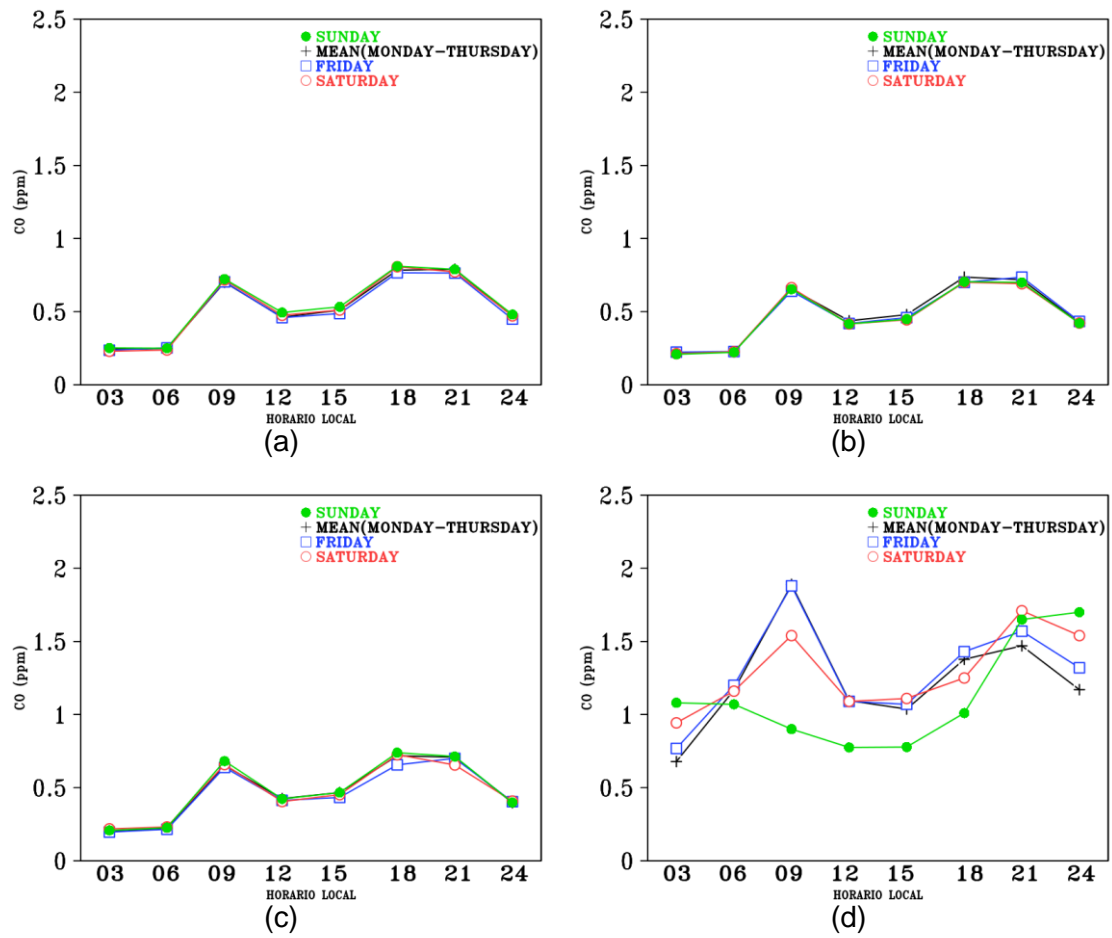 2.5
2
1.5
1
0.5
0
CO (ppm)
SUNDAY
MEAN(MONDAY-THURSDAY)
FRIDAY
SATURDAY
03 06 09 12 15 18 21 24
HORARIO LOCAL
(a)
2.5
2
1.5
1
0.5
0
CO (ppm)
SUNDAY
MEAN(MONDAY-THURSDAY)
FRIDAY
SATURDAY
03 06 09 12 15 18 21 24
HORARIO LOCAL
(b)
2.5
2
1.5
1
0.5
0
CO (ppm)
SUNDAY
MEAN(MONDAY-THURSDAY)
FRIDAY
SATURDAY
03 06 09 12 15 18 21 24
HORARIO LOCAL
(c)
2.5
2
1.5
1
0.5
0
CO (ppm)
SUNDAY
MEAN(MONDAY-THURSDAY)
FRIDAY
SATURDAY
03 06 09 12 15 18 21 24
HORARIO LOCAL
(d)